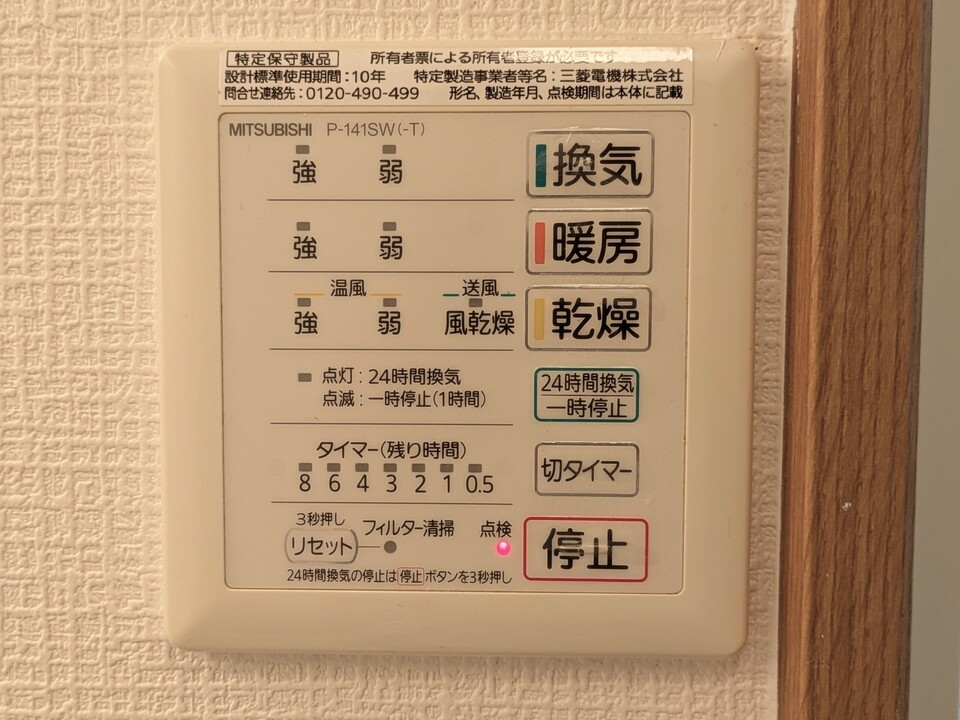 特定保守製品 所有者票による所有者登録が必要です
設計標準使用期間：10年 特定製造事業者等名：三菱電機株式会社
問合せ連絡先：0120-490-499 形名、製造年月、点検期間は本体に記載
MITSUBISHI P-141SW(-T)
強 弱 換気
強 弱 暖房
温風 送風
強 弱 風乾燥 乾燥
点灯：24時間換気
点滅：一時停止(1時間)
24時間換気
一時停止
タイマー(残り時間)
8 6 4 3 2 1 0.5
切タイマー
3秒押し
リセット フィルター清掃 点検
停止
24時間換気の停止は停止ボタンを3秒押し